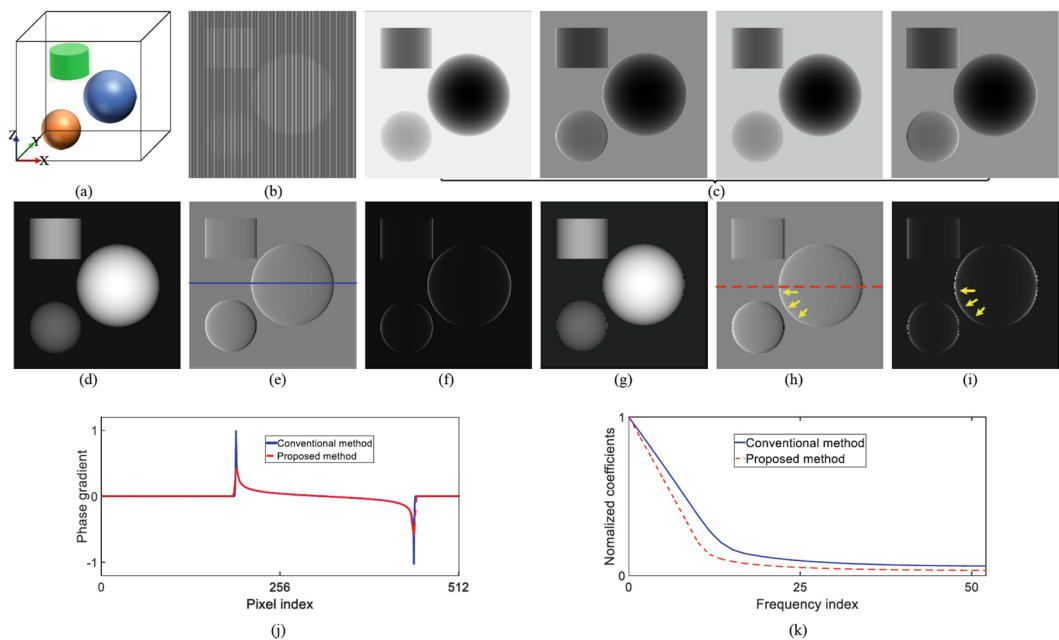 Z
Y
X
(a)
(b)
(c)
(d)
(e)
(f)
(g)
(h)
(i)
1
0
-1
Phase gradient
Conventional method
Proposed method
0
256
512
Pixel index
(j)
1
0
Nomalized coefficients
Conventional method
Proposed method
0
25
50
Frequency index
(k)